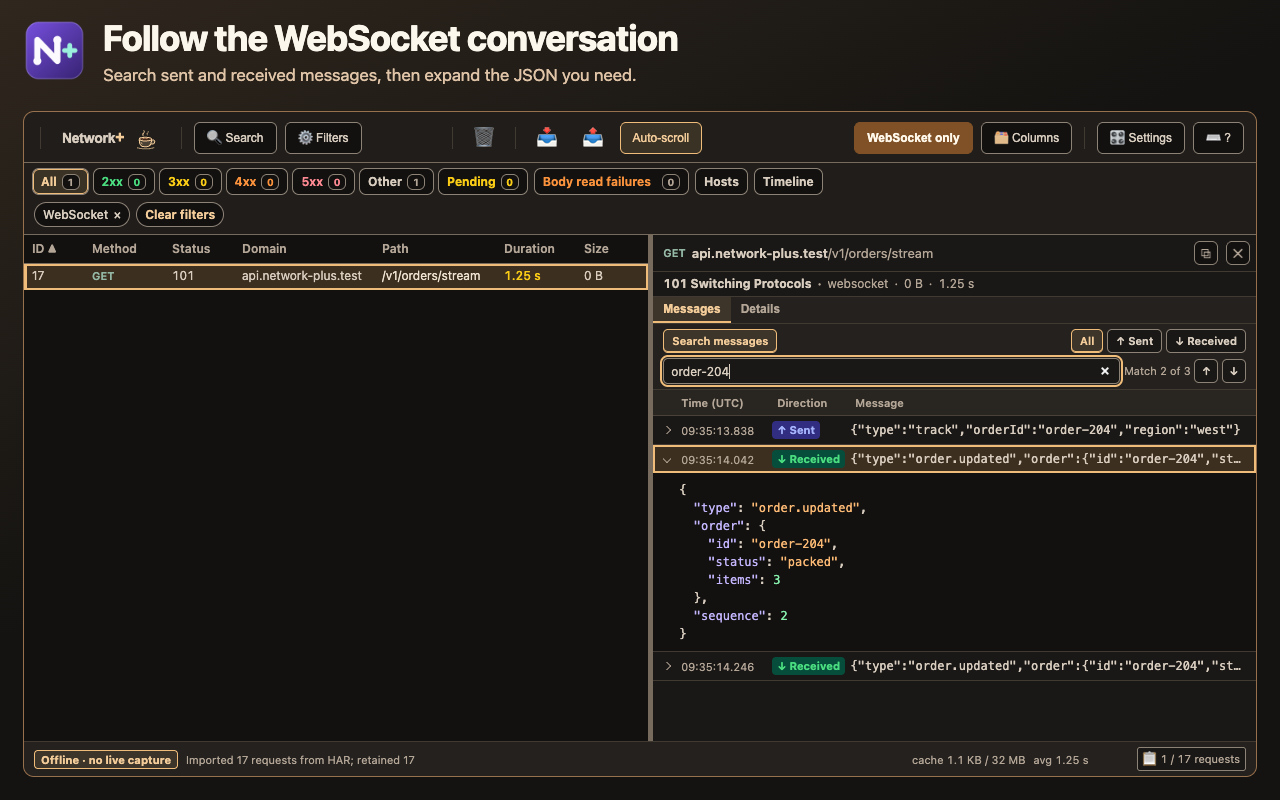 N+
Follow the WebSocket conversation
Search sent and received messages, then expand the JSON you need.
Network+ Search Filters Auto-scroll WebSocket only Columns Settings ?
All 1 2xx 0 3xx 0 4xx 0 5xx 0 Other 1 Pending 0 Body read failures 0 Hosts Timeline
WebSocket × Clear filters
ID ▲ Method Status Domain Path Duration Size
17 GET 101 api.network-plus.test /v1/orders/stream 1.25 s 0 B
GET api.network-plus.test/v1/orders/stream
101 Switching Protocols · websocket · 0 B · 1.25 s
Messages Details
Search messages All ↑ Sent ↓ Received
order-204 × Match 2 of 3 ↑ ↓
Time (UTC) Direction Message
09:35:13.838 ↑ Sent {"type":"track","orderId":"order-204","region":"west"}
09:35:14.042 ↓ Received {"type":"order.updated","order":{"id":"order-204","st…
{
"type": "order.updated",
"order": {
"id": "order-204",
"status": "packed",
"items": 3
},
"sequence": 2
}
09:35:14.246 ↓ Received {"type":"order.updated","order":{"id":"order-204","st…
Offline · no live capture Imported 17 requests from HAR; retained 17 cache 1.1 KB / 32 MB avg 1.25 s 1 / 17 requests